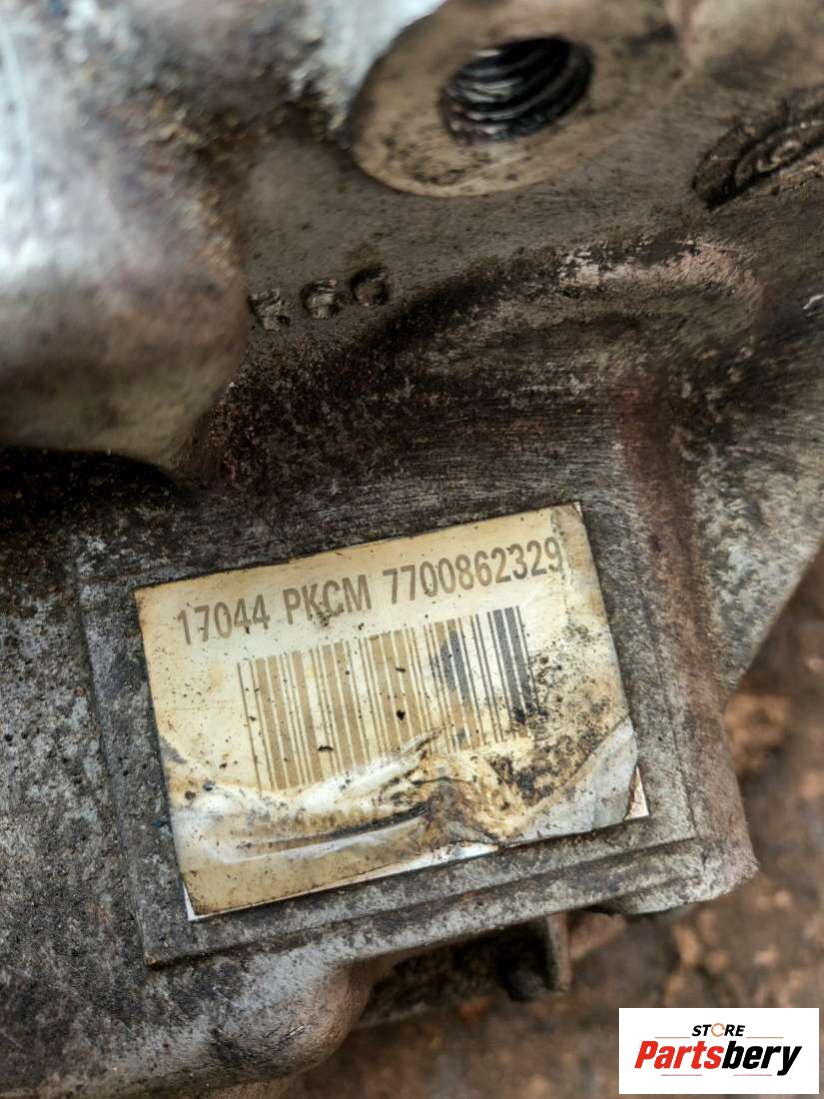 17044 PKCM 7700862329
STORE
Partsbery